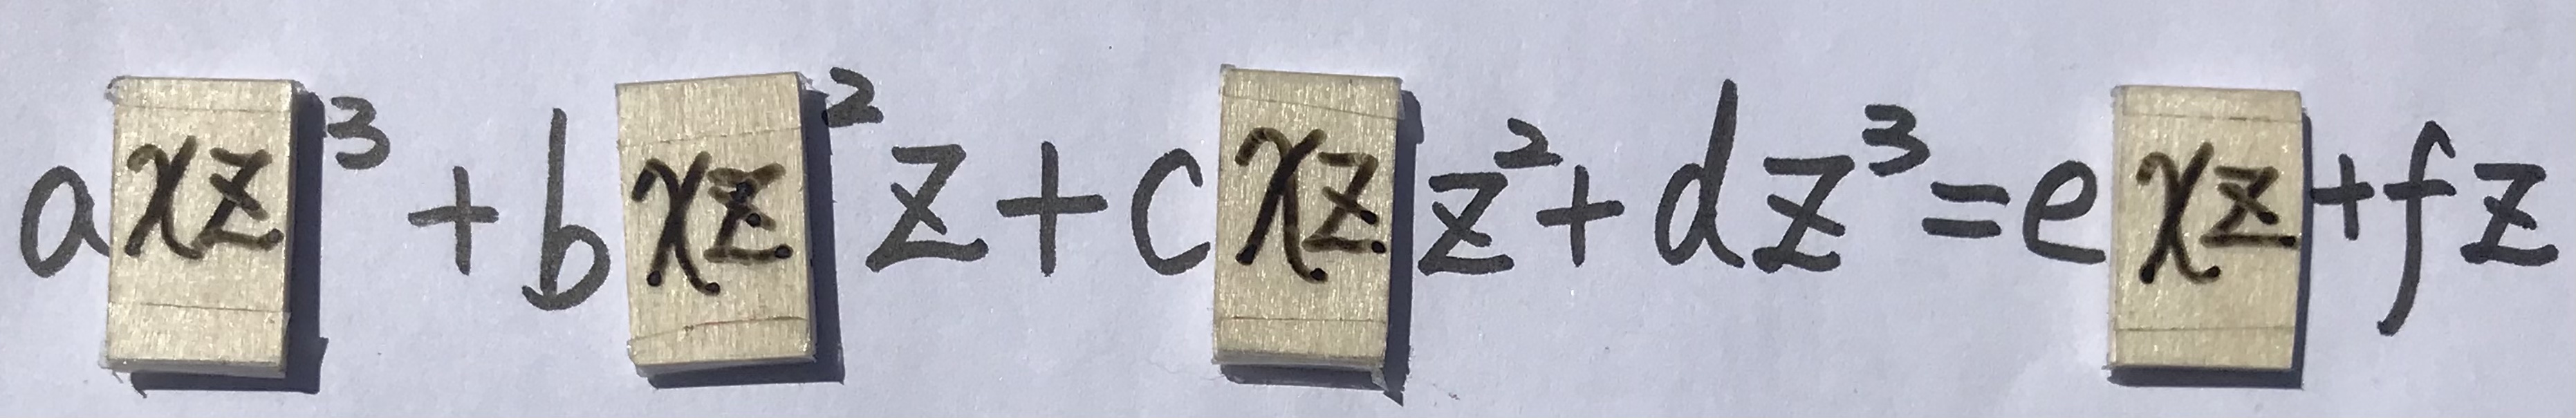 a xz ³ + b xz ² z + c xz z² + d z³ = e xz + f z